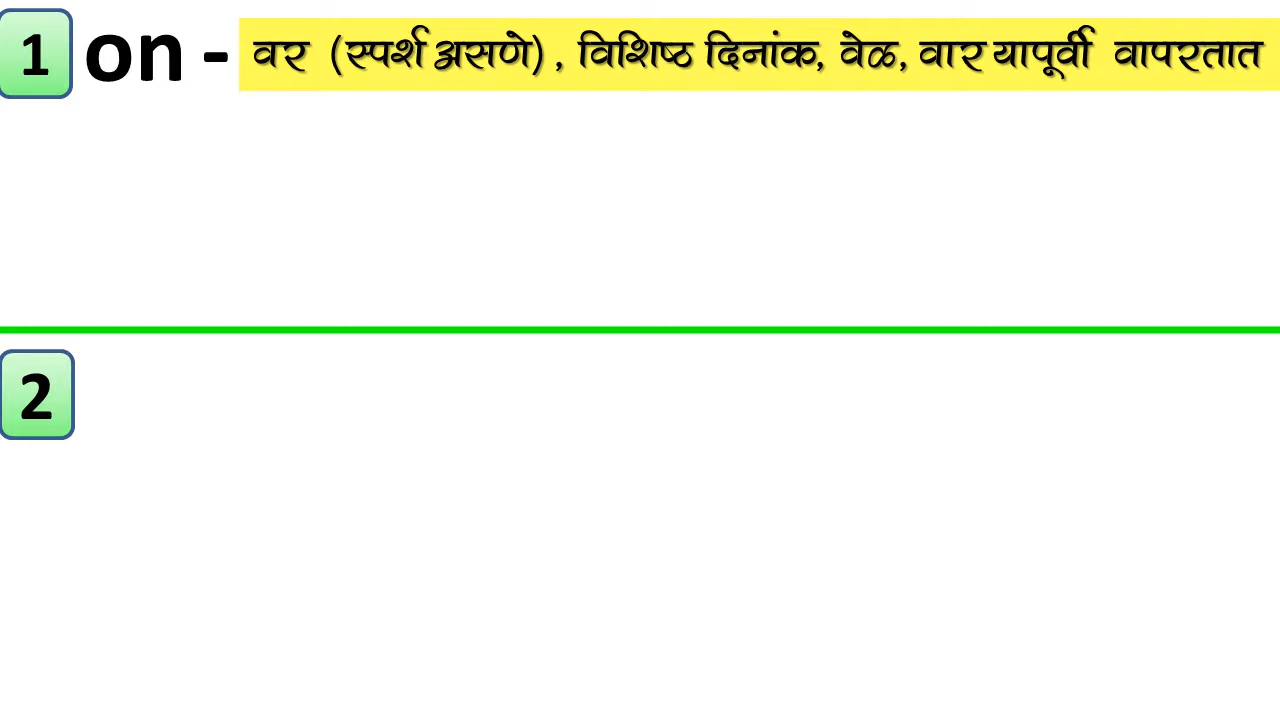 1 on - वर (स्पर्श असणे) , विशिष्ठ दिनांक, वेळ, वार यापूर्वी वापरतात
2